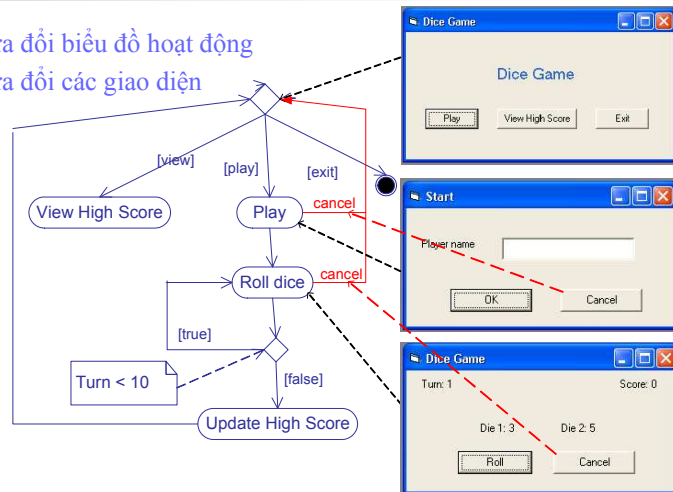 ra đổi biểu đồ hoạt động
ra đổi các giao diện
[view]
[play]
[exit]
View High Score
Play
cancel
Roll dice
cancel
[true]
Turn < 10
[false]
Update High Score
Dice Game
Dice Game
Play
View High Score
Exit
Start
Player name
OK
Cancel
Dice Game
Turn: 1
Score: 0
Die 1: 3
Die 2: 5
Roll
Cancel